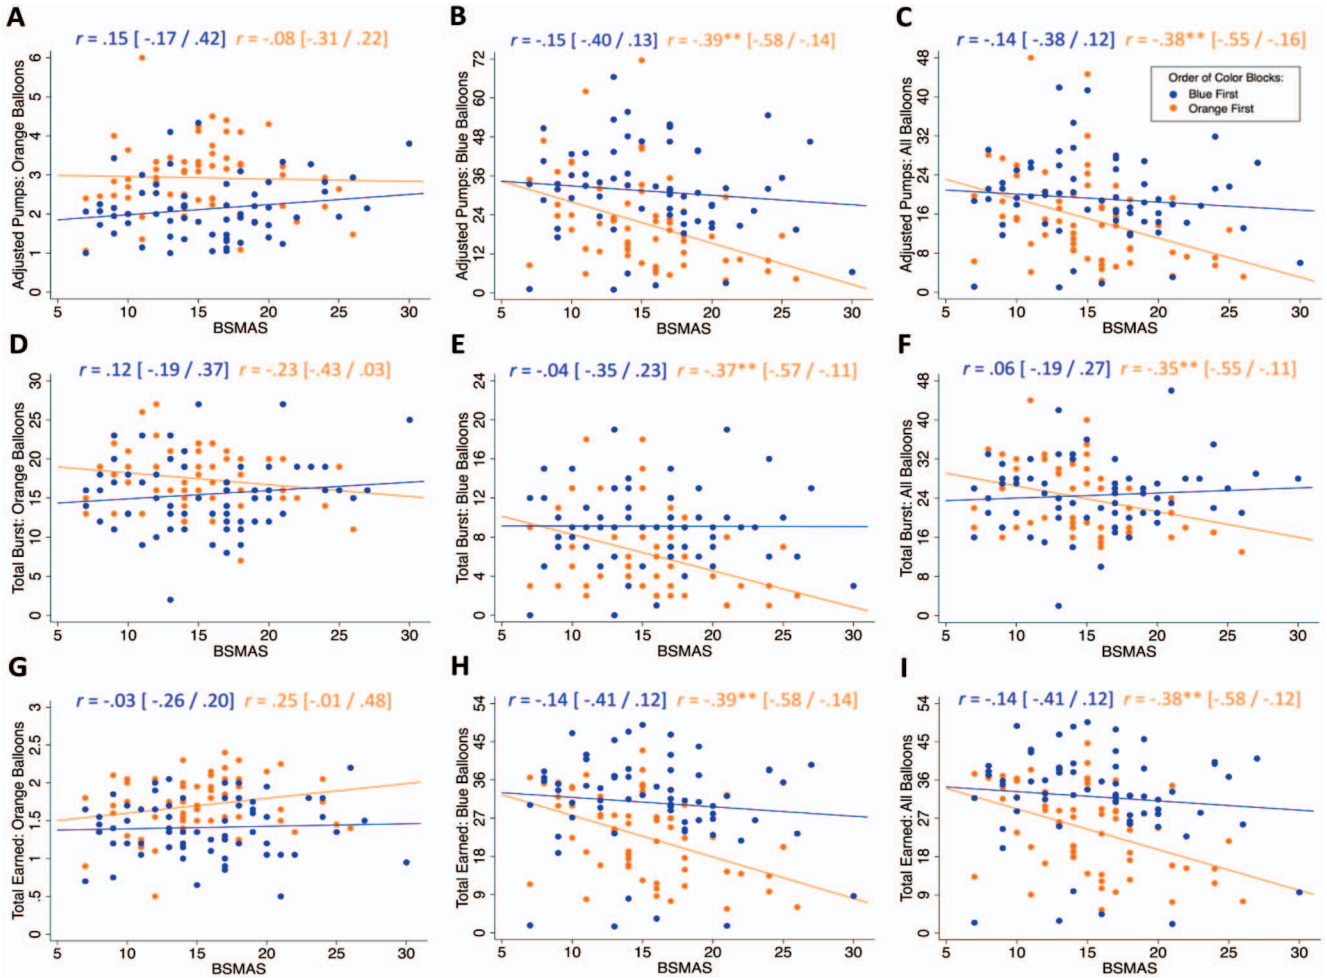 A
r = .15 [ -.17 / .42] r = -.08 [-.31 / .22]
Adjusted Pumps: Orange Balloons
6
5
4
3
2
1
0
5 10 15 20 25 30
BSMAS
B
r = -.15 [-.40 / .13] r = -.39** [-.58 / -.14]
Adjusted Pumps: Blue Balloons
72
60
48
36
24
12
0
5 10 15 20 25 30
BSMAS
C
r = -.14 [-.38 / .12] r = -.38** [-.55 / -.16]
Adjusted Pumps: All Balloons
48
40
32
24
16
8
0
Order of Color Blocks:
Blue First
Orange First
5 10 15 20 25 30
BSMAS
D
r = .12 [ -.19 / .37] r = -.23 [-.43 / .03]
Total Burst: Orange Balloons
30
25
20
15
10
5
0
5 10 15 20 25 30
BSMAS
E
r = -.04 [-.35 / .23] r = -.37** [-.57 / -.11]
Total Burst: Blue Balloons
24
20
16
12
8
4
0
5 10 15 20 25 30
BSMAS
F
r = .06 [-.19 / .27] r = -.35** [-.55 / -.11]
Total Burst: All Balloons
48
40
32
24
16
8
0
5 10 15 20 25 30
BSMAS
G
r = -.03 [-.26 / .20] r = .25 [-.01 / .48]
Total Earned: Orange Balloons
3
2.5
2
1.5
1
.5
0
5 10 15 20 25 30
BSMAS
H
r = -.14 [-.41 / .12] r = -.39** [-.58 / -.14]
Total Earned: Blue Balloons
54
45
36
27
18
9
0
5 10 15 20 25 30
BSMAS
I
r = -.14 [-.41 / .12] r = -.38** [-.58 / -.12]
Total Earned: All Balloons
54
45
36
27
18
9
0
5 10 15 20 25 30
BSMAS